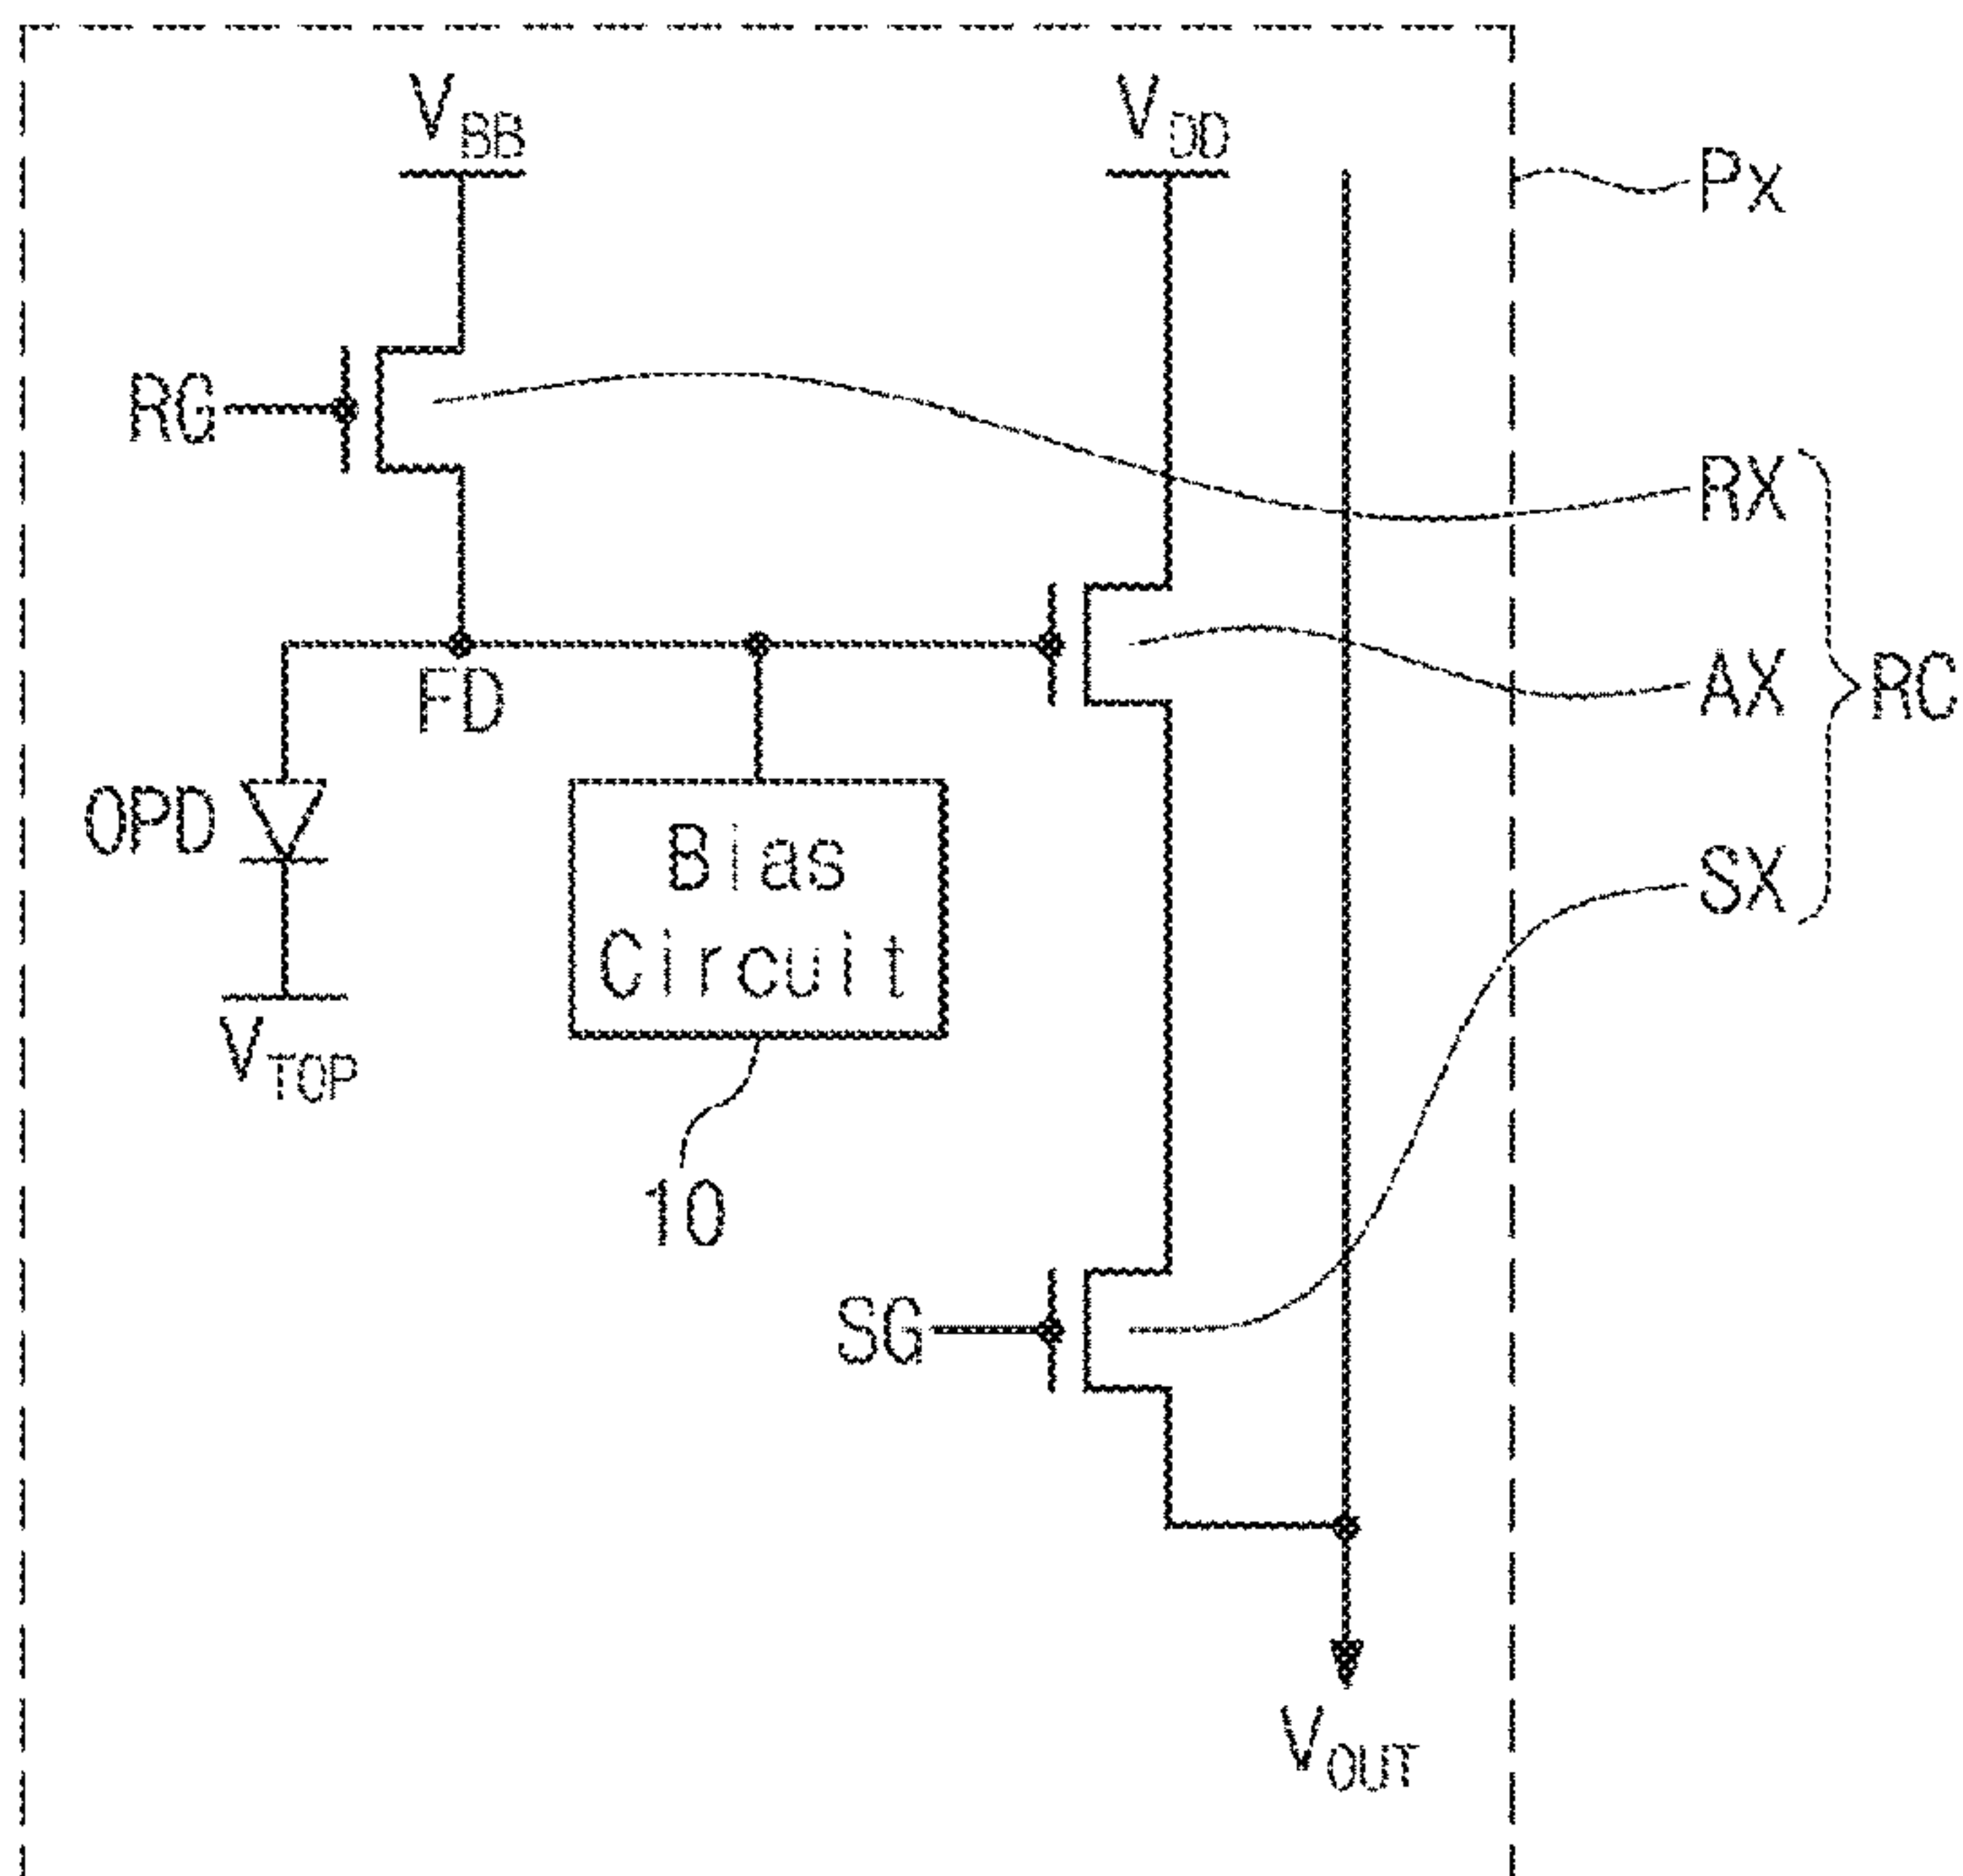 VBB
VDD
Px
RG
RX
FD
AX
RC
OPD
Bias
Circuit
SX
VTOP
10
SG
VOUT